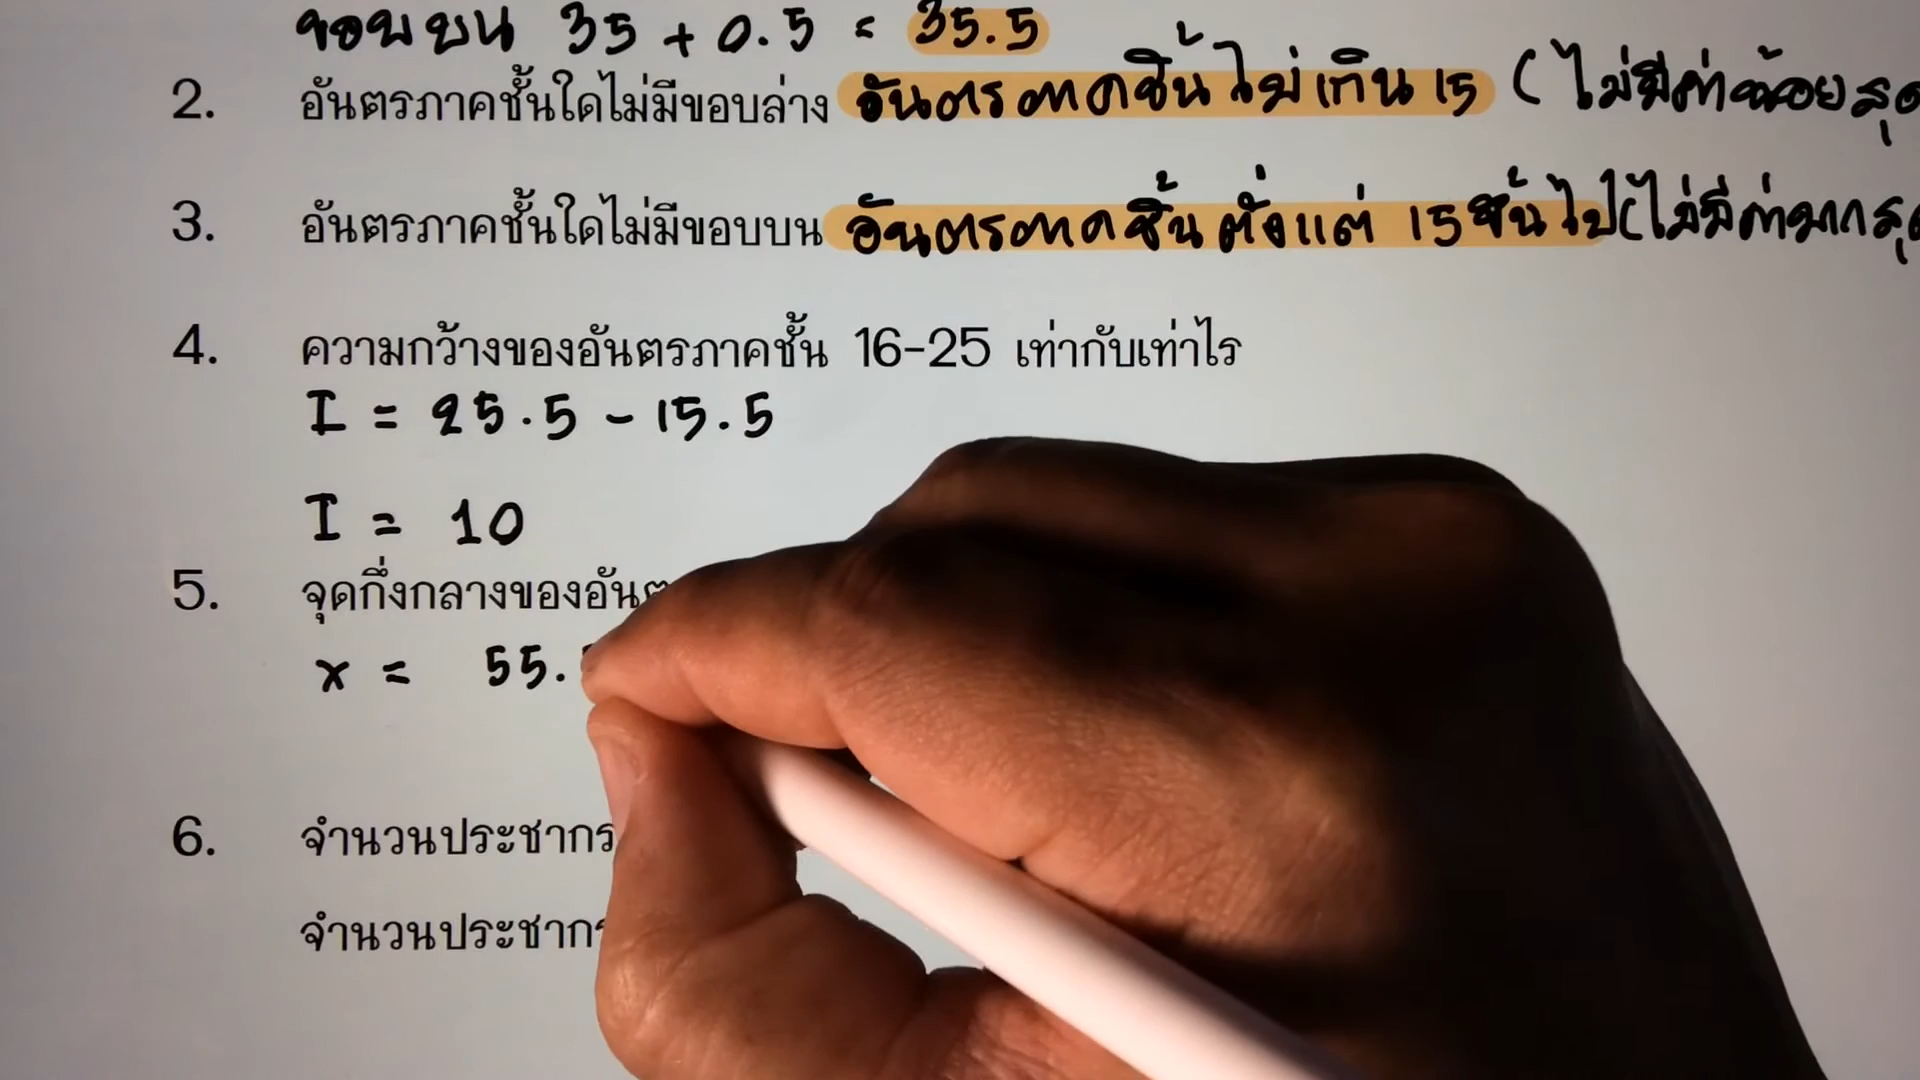 ขอบบน 35 + 0.5 = 35.5
2. อันตรภาคชั้นใดไม่มีขอบล่าง อันตรภาคชั้นไม่เกิน 15 (ไม่มีค่าน้อยสุด
3. อันตรภาคชั้นใดไม่มีขอบบน อันตรภาคชั้นตั้งแต่ 15 ขึ้นไป (ไม่มีค่ามากสุด
4. ความกว้างของอันตรภาคชั้น 16-25 เท่ากับเท่าไร
I = 25.5 - 15.5
I = 10
5. จุดกึ่งกลางของอันต
x = 55.
6. จำนวนประชากร
จำนวนประชากร